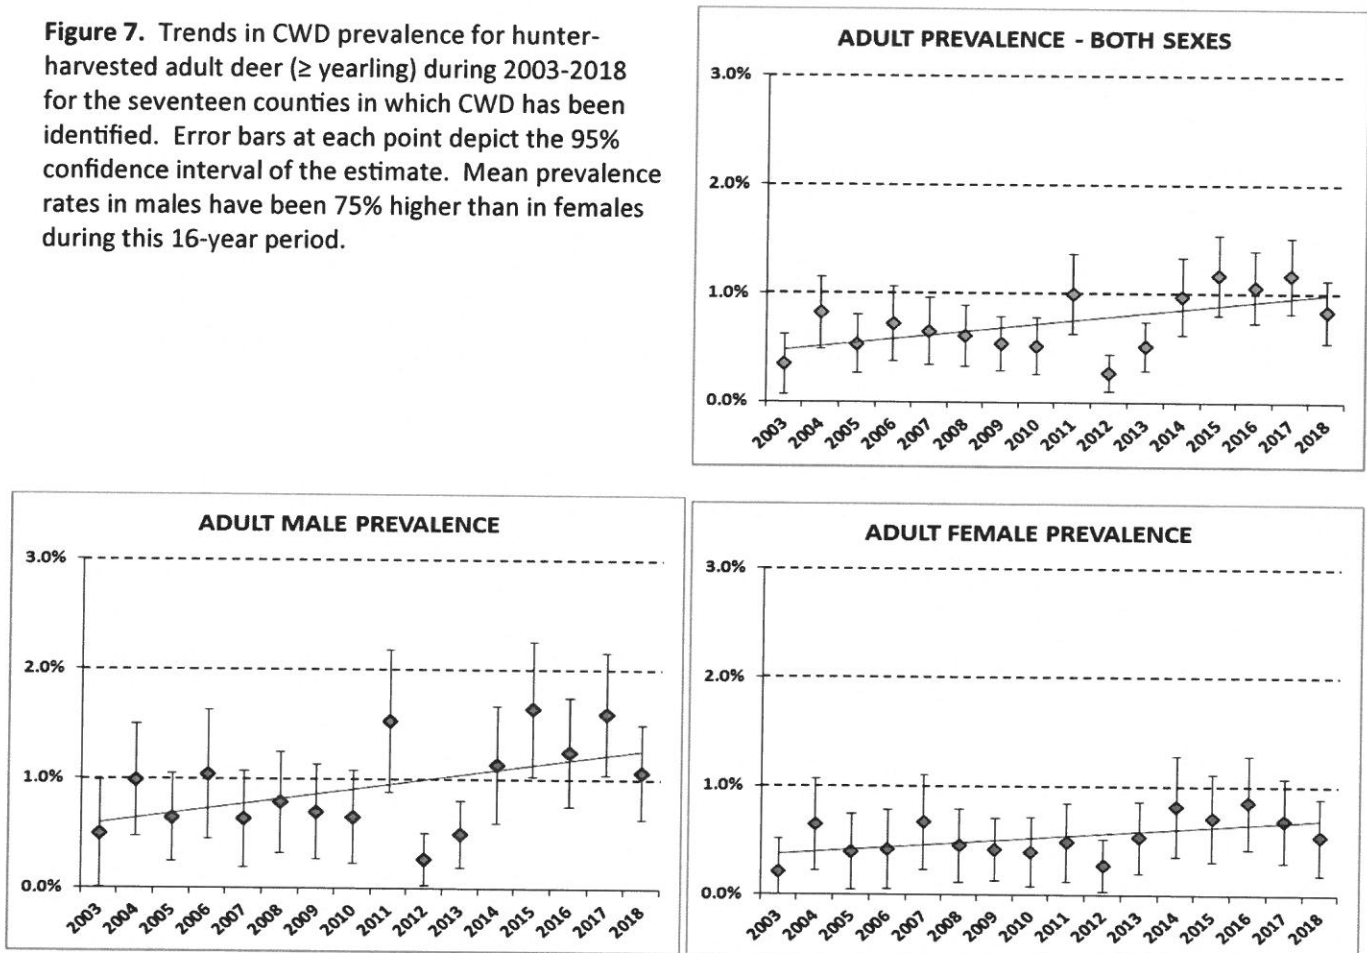 Figure 7. Trends in CWD prevalence for hunter-
harvested adult deer (≥ yearling) during 2003-2018
for the seventeen counties in which CWD has been
identified. Error bars at each point depict the 95%
confidence interval of the estimate. Mean prevalence
rates in males have been 75% higher than in females
during this 16-year period.
ADULT PREVALENCE - BOTH SEXES
3.0%
2.0%
1.0%
0.0%
2003 2004 2005 2006 2007 2008 2009 2010 2011 2012 2013 2014 2015 2016 2017 2018
ADULT MALE PREVALENCE
3.0%
2.0%
1.0%
0.0%
2003 2004 2005 2006 2007 2008 2009 2010 2011 2012 2013 2014 2015 2016 2017 2018
ADULT FEMALE PREVALENCE
3.0%
2.0%
1.0%
0.0%
2003 2004 2005 2006 2007 2008 2009 2010 2011 2012 2013 2014 2015 2016 2017 2018